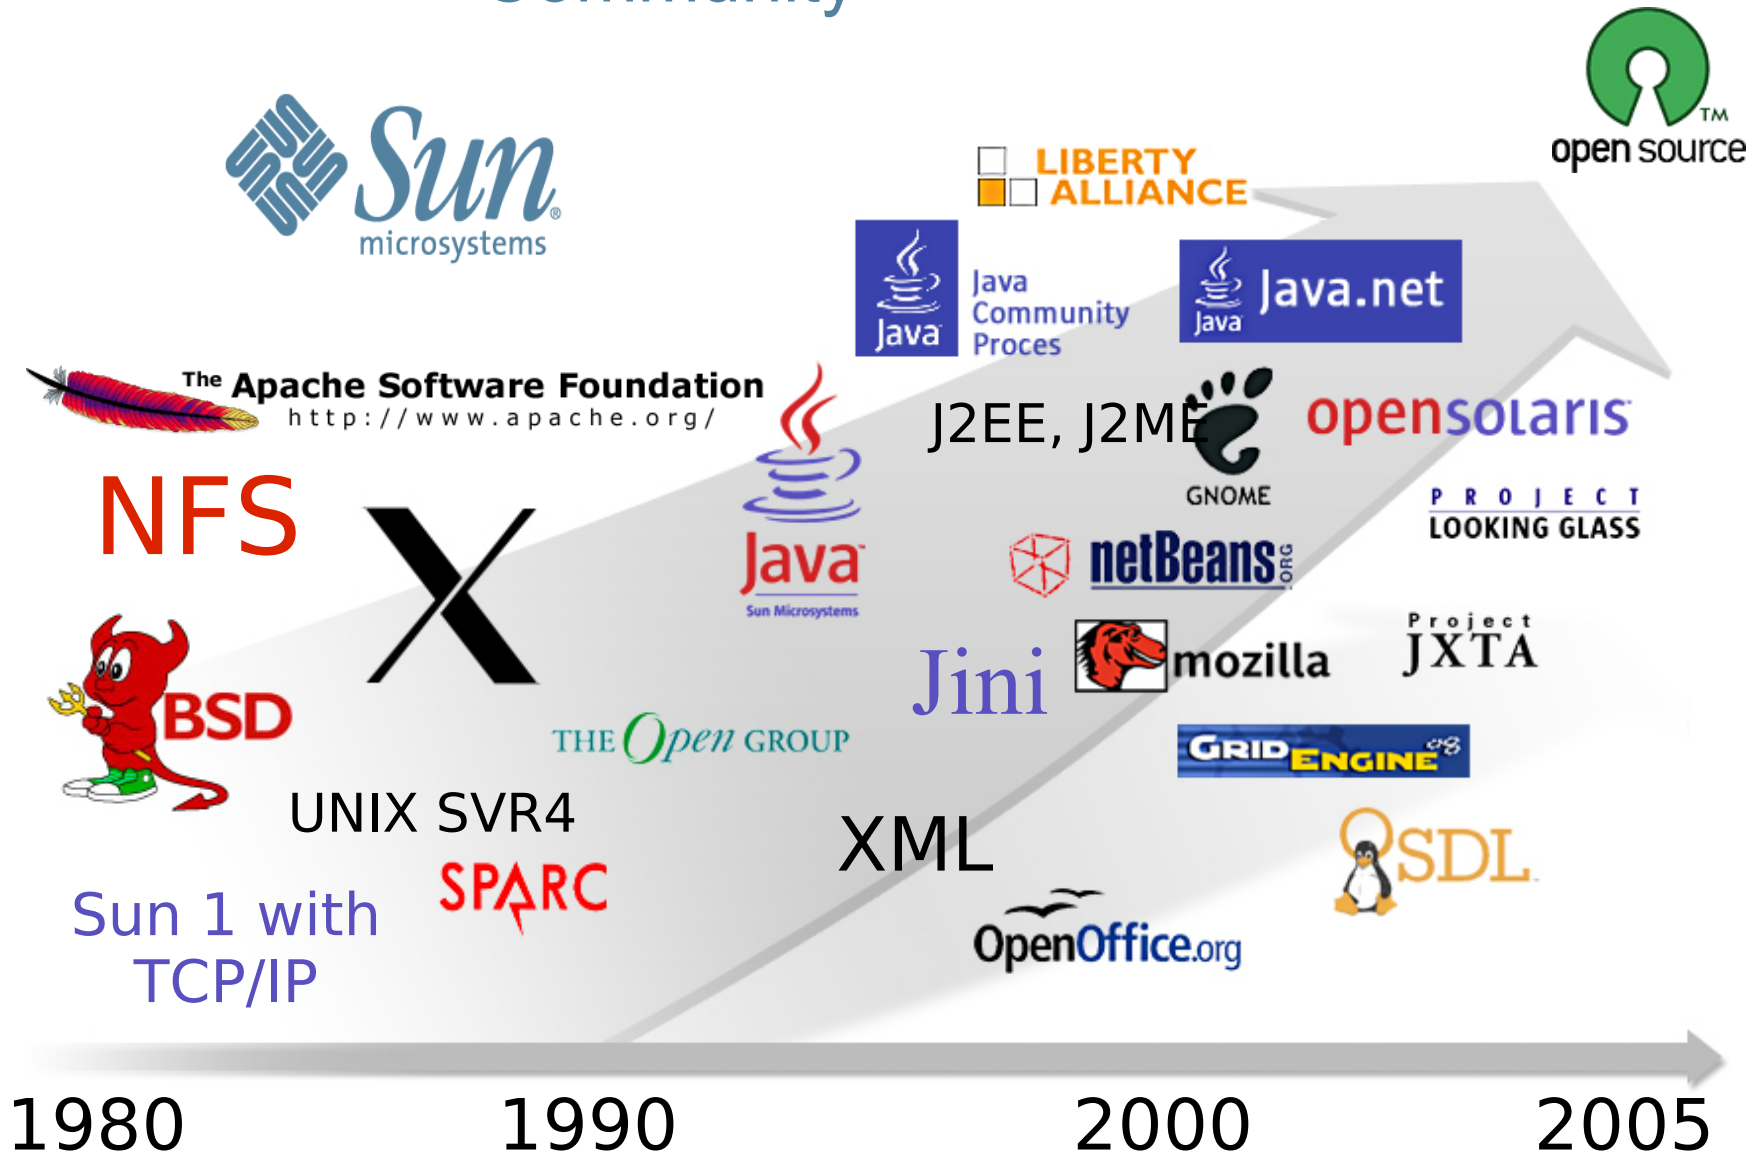 Community
TM
open source
Sun
®
microsystems
LIBERTY
ALLIANCE
Java
Java
Community
Proces
Java
Java.net
The Apache Software Foundation
http://www.apache.org/
J2EE, J2ME
GNOME
opensolaris
NFS
X
Java™
Sun Microsystems
PROJECT
LOOKING GLASS
netBeans.ORG
BSD
Jini
mozilla
Project
JXTA
THE Open GROUP
GRID ENGINE
UNIX SVR4
XML
SDL
SPARC
Sun 1 with
TCP/IP
OpenOffice.org
1980
1990
2000
2005